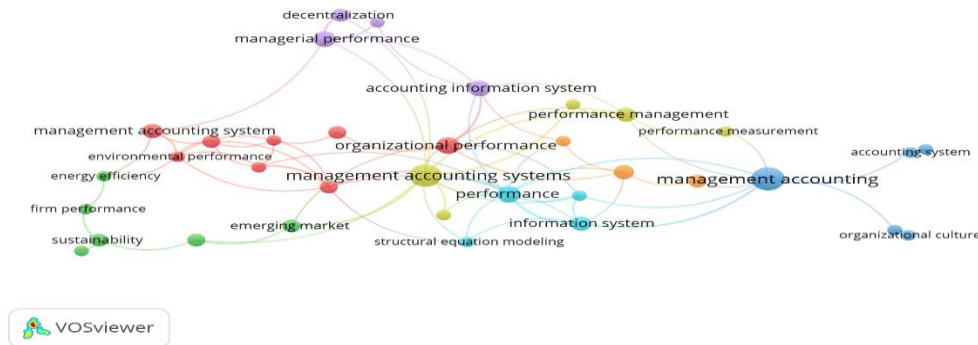 decentralization
managerial performance
accounting information system
performance management
management accounting system
performance measurement
organizational performance
accounting system
environmental performance
energy efficiency
management accounting systems
management accounting
performance
firm performance
emerging market
information system
organizational culture
sustainability
structural equation modeling
VOSviewer